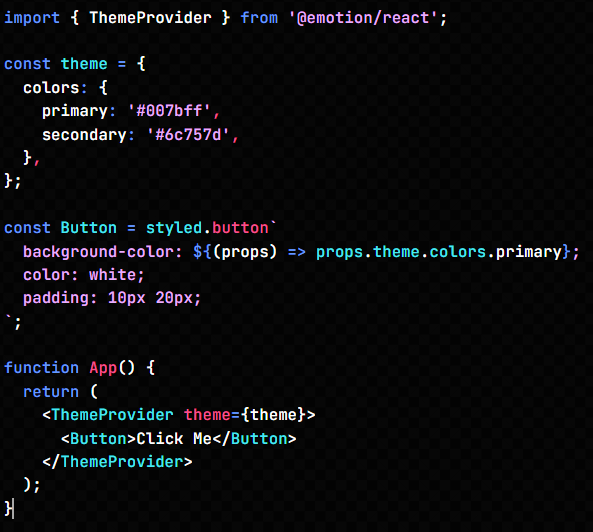 import { ThemeProvider } from '@emotion/react';
const theme = {
  colors: {
    primary: '#007bff',
    secondary: '#6c757d',
  },
};
const Button = styled.button`
  background-color: ${(props) => props.theme.colors.primary};
  color: white;
  padding: 10px 20px;
`;
function App() {
  return (
    <ThemeProvider theme={theme}>
      <Button>Click Me</Button>
    </ThemeProvider>
  );
}